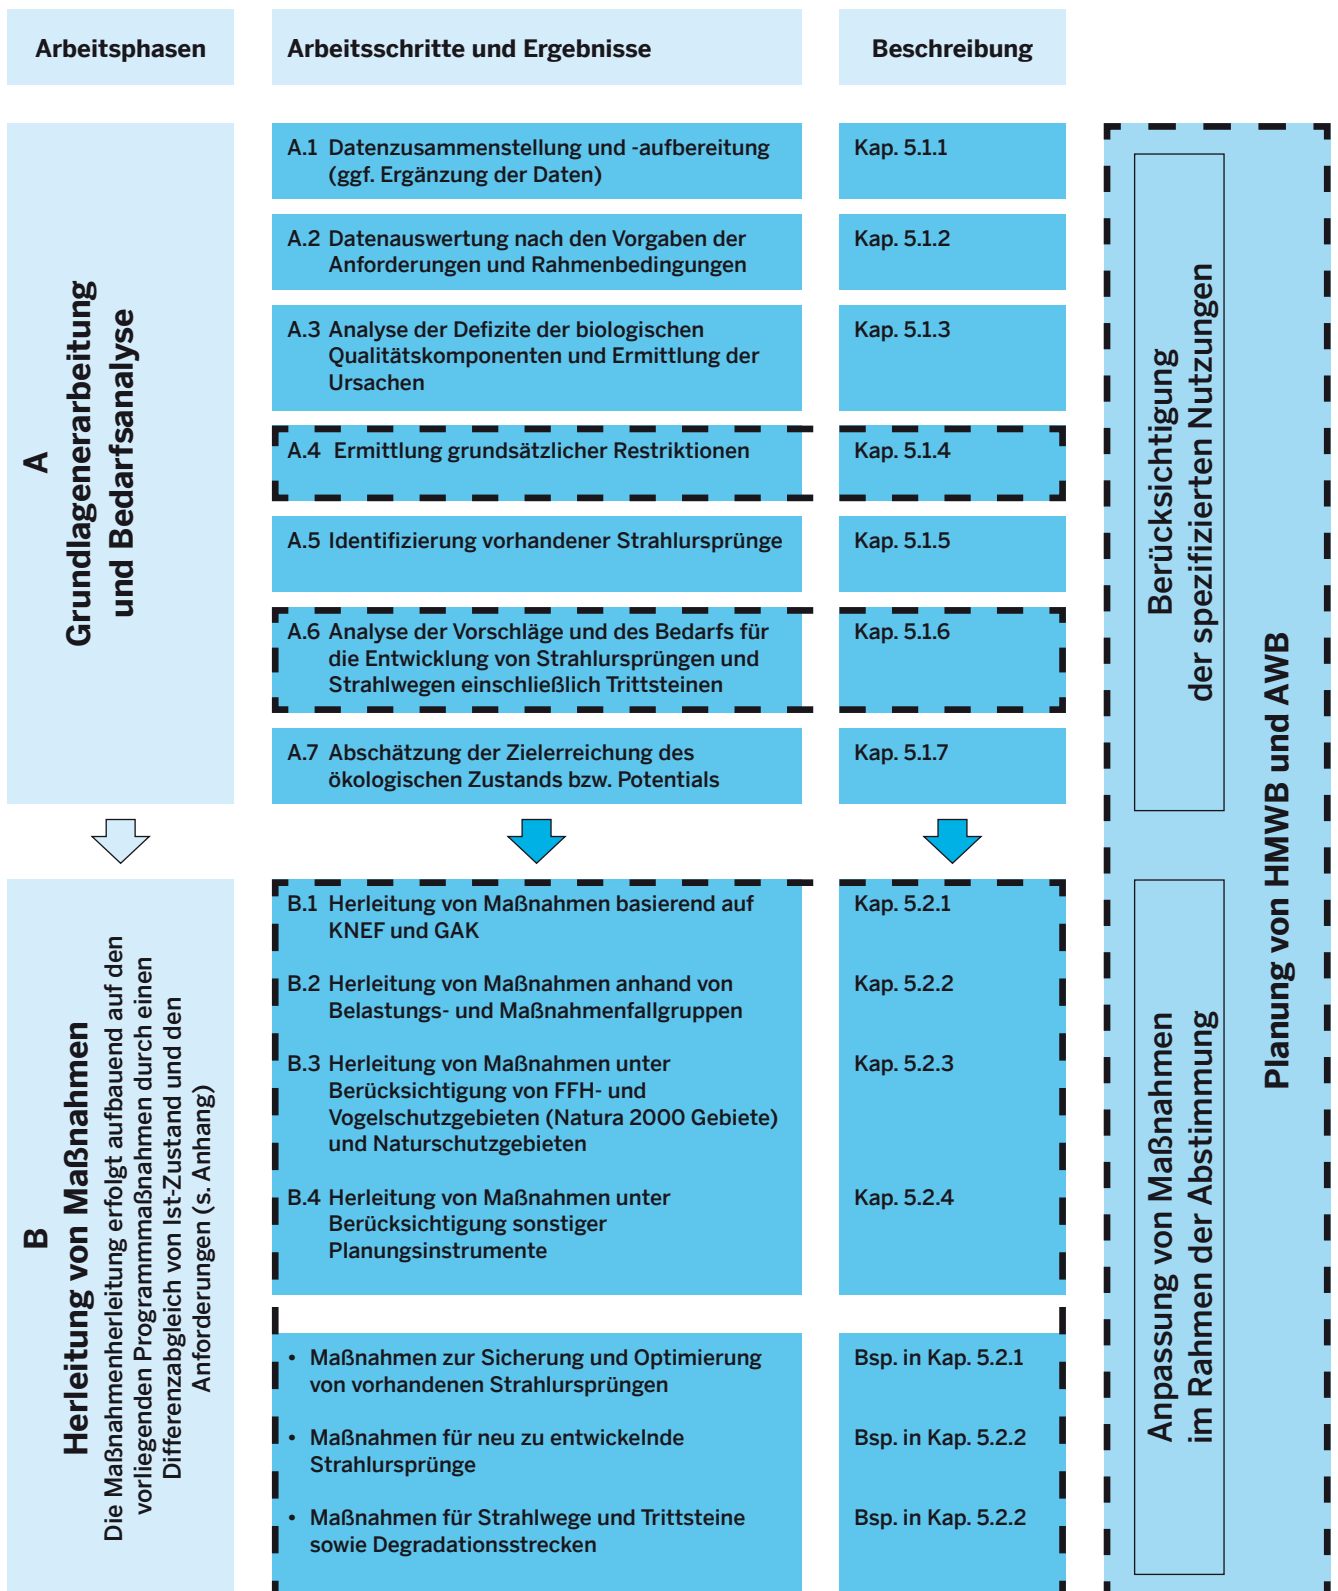 Arbeitsphasen
Arbeitsschritte und Ergebnisse
Beschreibung
A
Grundlagenerarbeitung
und Bedarfsanalyse
A.1 Datenzusammenstellung und -aufbereitung
(ggf. Ergänzung der Daten)
Kap. 5.1.1
A.2 Datenauswertung nach den Vorgaben der
Anforderungen und Rahmenbedingungen
Kap. 5.1.2
A.3 Analyse der Defizite der biologischen
Qualitätskomponenten und Ermittlung der
Ursachen
Kap. 5.1.3
A.4 Ermittlung grundsätzlicher Restriktionen
Kap. 5.1.4
A.5 Identifizierung vorhandener Strahlursprünge
Kap. 5.1.5
A.6 Analyse der Vorschläge und des Bedarfs für
die Entwicklung von Strahlursprüngen und
Strahlwegen einschließlich Trittsteinen
Kap. 5.1.6
A.7 Abschätzung der Zielerreichung des
ökologischen Zustands bzw. Potentials
Kap. 5.1.7
B
Herleitung von Maßnahmen
Die Maßnahmenherleitung erfolgt aufbauend auf den
vorliegenden Programmmaßnahmen durch einen
Differenzabgleich von Ist-Zustand und den
Anforderungen (s. Anhang)
B.1 Herleitung von Maßnahmen basierend auf
KNEF und GAK
Kap. 5.2.1
B.2 Herleitung von Maßnahmen anhand von
Belastungs- und Maßnahmenfallgruppen
Kap. 5.2.2
B.3 Herleitung von Maßnahmen unter
Berücksichtigung von FFH- und
Vogelschutzgebieten (Natura 2000 Gebiete)
und Naturschutzgebieten
Kap. 5.2.3
B.4 Herleitung von Maßnahmen unter
Berücksichtigung sonstiger
Planungsinstrumente
Kap. 5.2.4
• Maßnahmen zur Sicherung und Optimierung
von vorhandenen Strahlursprüngen
Bsp. in Kap. 5.2.1
• Maßnahmen für neu zu entwickelnde
Strahlursprünge
Bsp. in Kap. 5.2.2
• Maßnahmen für Strahlwege und Trittsteine
sowie Degradationsstrecken
Bsp. in Kap. 5.2.2
Berücksichtigung
der spezifizierten Nutzungen
Anpassung von Maßnahmen
im Rahmen der Abstimmung
Planung von HMWB und AWB